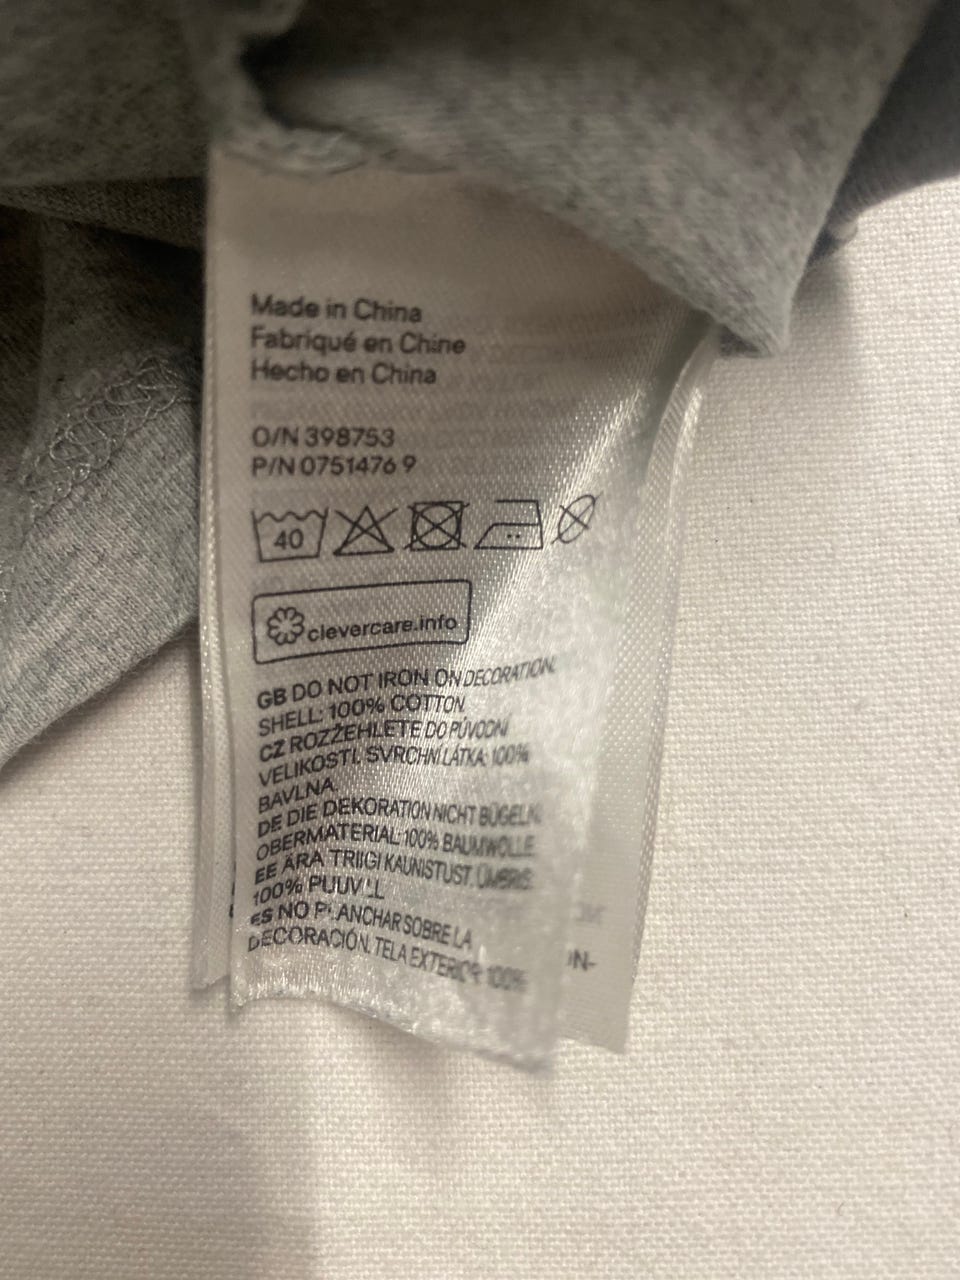 Made in China
Fabriqué en Chine
Hecho en China
O/N 398753
P/N 0751476 9
40
clevercare.info
GB DO NOT IRON ON DECORATION.
SHELL: 100% COTTON.
CZ ROZŽEHLETE DO PŮVODNÍ
VELIKOSTI. SVRCHNÍ LÁTKA: 100%
BAVLNA.
DE DIE DEKORATION NICHT BÜGELN.
OBERMATERIAL: 100% BAUMWOLLE
EE ÄRA TRIIGI KAUNISTUST.
100%
ES NO PLANCHAR SOBRE LA
DECORACIÓN. TELA EXTERIOR: 100%